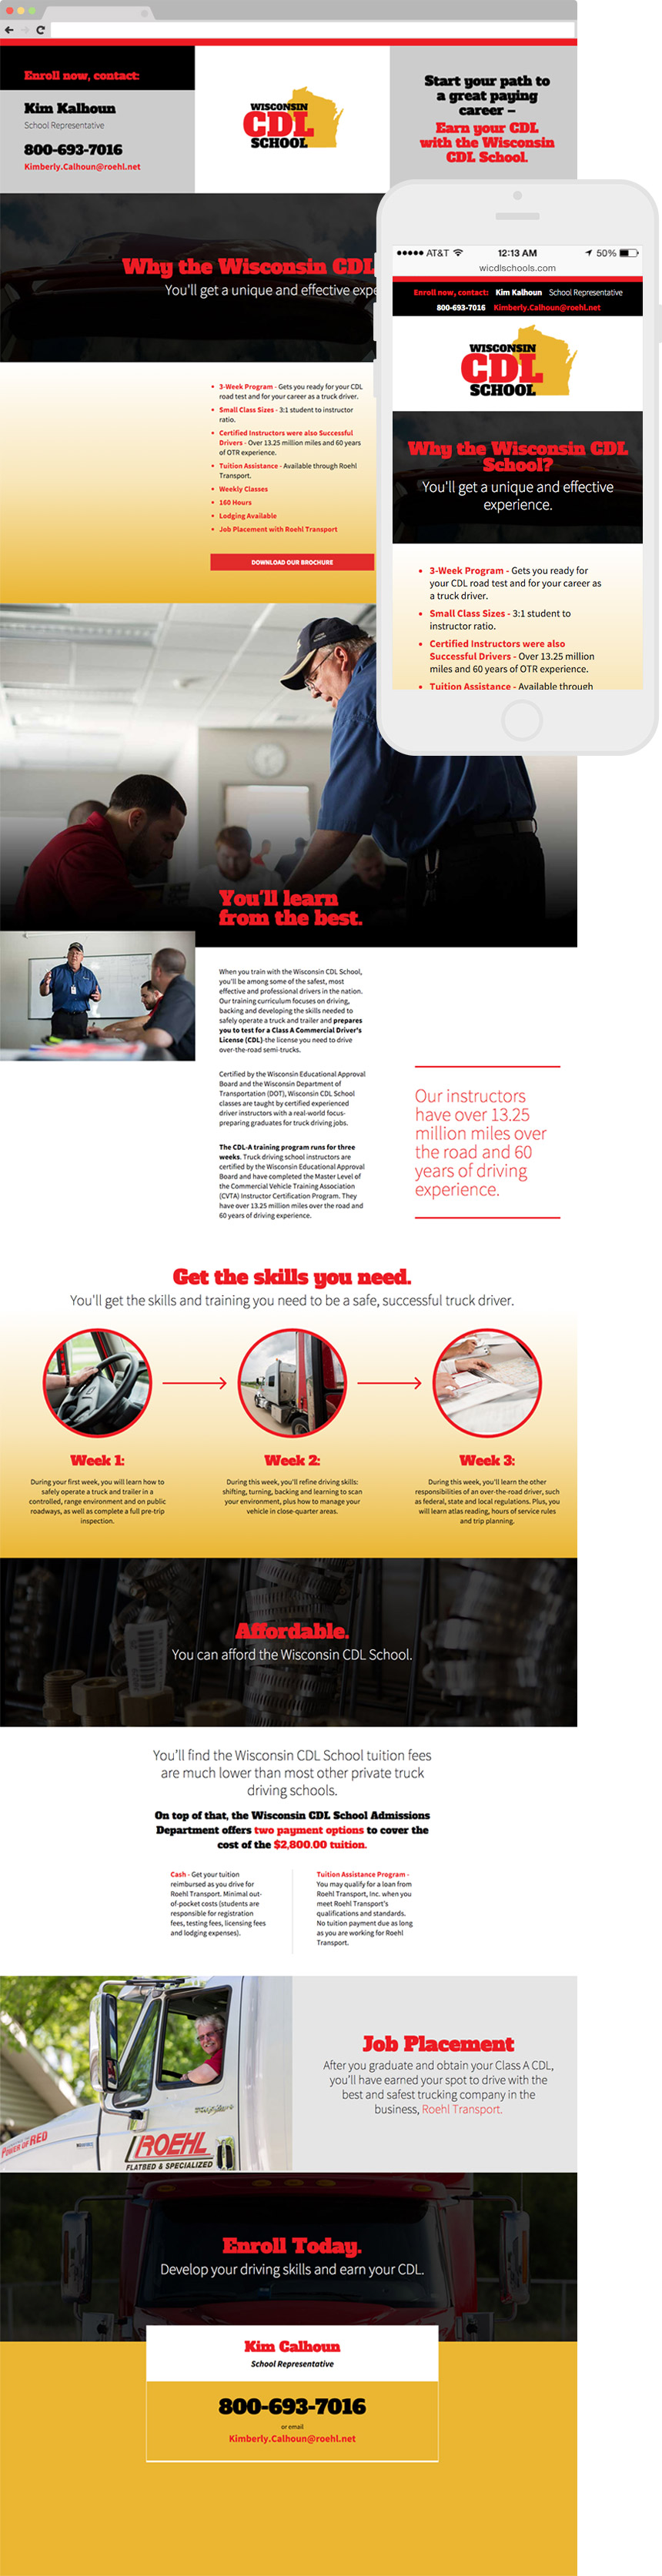 Enroll now, contact:
Kim Kalhoun
School Representative
800-693-7016
Kimberly.Calhoun@roehl.net
WISCONSIN
CDL
SCHOOL
Start your path to
a great paying
career –
Earn your CDL
with the Wisconsin
CDL School.
Why the Wisconsin CDL
You'll get a unique and effective expe
• 3-Week Program - Gets you ready for your CDL
road test and for your career as a truck driver.
• Small Class Sizes - 3:1 student to instructor
ratio.
• Certified Instructors were also Successful
Drivers - Over 13.25 million miles and 60 years
of OTR experience.
• Tuition Assistance - Available through Roehl
Transport.
• Weekly Classes
• 160 Hours
• Lodging Available
• Job Placement with Roehl Transport
DOWNLOAD OUR BROCHURE
AT&T 12:13 AM 50%
wicdlschools.com
Enroll now, contact: Kim Kalhoun School Representative
800-693-7016 Kimberly.Calhoun@roehl.net
WISCONSIN
CDL
SCHOOL
Why the Wisconsin CDL
School?
You'll get a unique and effective
experience.
• 3-Week Program - Gets you ready for
your CDL road test and for your career as
a truck driver.
• Small Class Sizes - 3:1 student to
instructor ratio.
• Certified Instructors were also
Successful Drivers - Over 13.25 million
miles and 60 years of OTR experience.
• Tuition Assistance - Available through
You'll learn
from the best.
When you train with the Wisconsin CDL School,
you'll be among some of the safest, most
effective and professional drivers in the nation.
Our training curriculum focuses on driving,
backing and developing the skills needed to
safely operate a truck and trailer and prepares
you to test for a Class A Commercial Driver's
License (CDL)-the license you need to drive
over-the-road semi-trucks.
Certified by the Wisconsin Educational Approval
Board and the Wisconsin Department of
Transportation (DOT), Wisconsin CDL School
classes are taught by certified experienced
driver instructors with a real-world focus-
preparing graduates for truck driving jobs.
The CDL-A training program runs for three
weeks. Truck driving school instructors are
certified by the Wisconsin Educational Approval
Board and have completed the Master Level of
the Commercial Vehicle Training Association
(CVTA) Instructor Certification Program. They
have over 13.25 million miles over the road and
60 years of driving experience.
Our instructors
have over 13.25
million miles over
the road and 60
years of driving
experience.
Get the skills you need.
You'll get the skills and training you need to be a safe, successful truck driver.
Week 1:
During your first week, you will learn how to
safely operate a truck and trailer in a
controlled, range environment and on public
roadways, as well as complete a full pre-trip
inspection.
Week 2:
During this week, you'll refine driving skills:
shifting, turning, backing and learning to scan
your environment, plus how to manage your
vehicle in close-quarter areas.
Week 3:
During this week, you'll learn the other
responsibilities of an over-the-road driver, such
as federal, state and local regulations. Plus, you
will learn atlas reading, hours of service rules
and trip planning.
Affordable.
You can afford the Wisconsin CDL School.
You'll find the Wisconsin CDL School tuition fees
are much lower than most other private truck
driving schools.
On top of that, the Wisconsin CDL School Admissions
Department offers two payment options to cover the
cost of the $2,800.00 tuition.
Cash - Get your tuition
reimbursed as you drive for
Roehl Transport. Minimal out-
of-pocket costs (students are
responsible for registration
fees, testing fees, licensing fees
and lodging expenses).
Tuition Assistance Program -
You may qualify for a loan from
Roehl Transport, Inc. when you
meet Roehl Transport's
qualifications and standards.
No tuition payment due as long
as you are working for Roehl
Transport.
POWER OF RED
ROEHL
FLATBED & SPECIALIZED
Job Placement
After you graduate and obtain your Class A CDL,
you'll have earned your spot to drive with the
best and safest trucking company in the
business, Roehl Transport.
Enroll Today.
Develop your driving skills and earn your CDL.
Kim Calhoun
School Representative
800-693-7016
or email
Kimberly.Calhoun@roehl.net